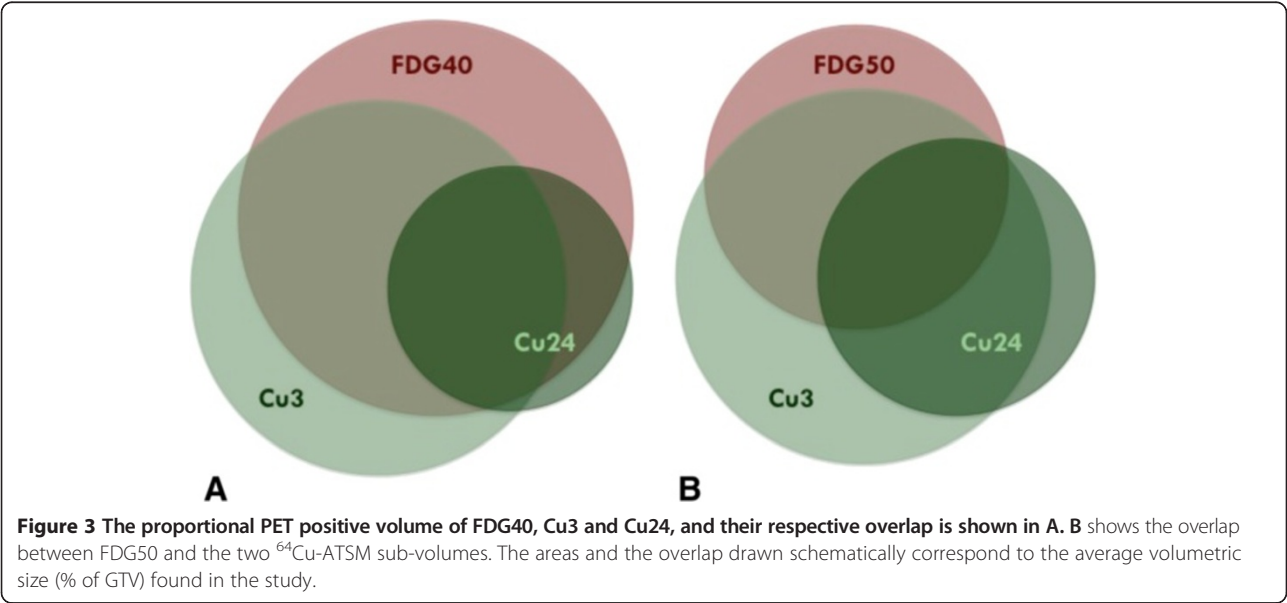 FDG40
FDG50
Cu24
Cu24
Cu3
Cu3
A
B
Figure 3 The proportional PET positive volume of FDG40, Cu3 and Cu24, and their respective overlap is shown in A. B shows the overlap
between FDG50 and the two ⁶⁴Cu-ATSM sub-volumes. The areas and the overlap drawn schematically correspond to the average volumetric
size (% of GTV) found in the study.